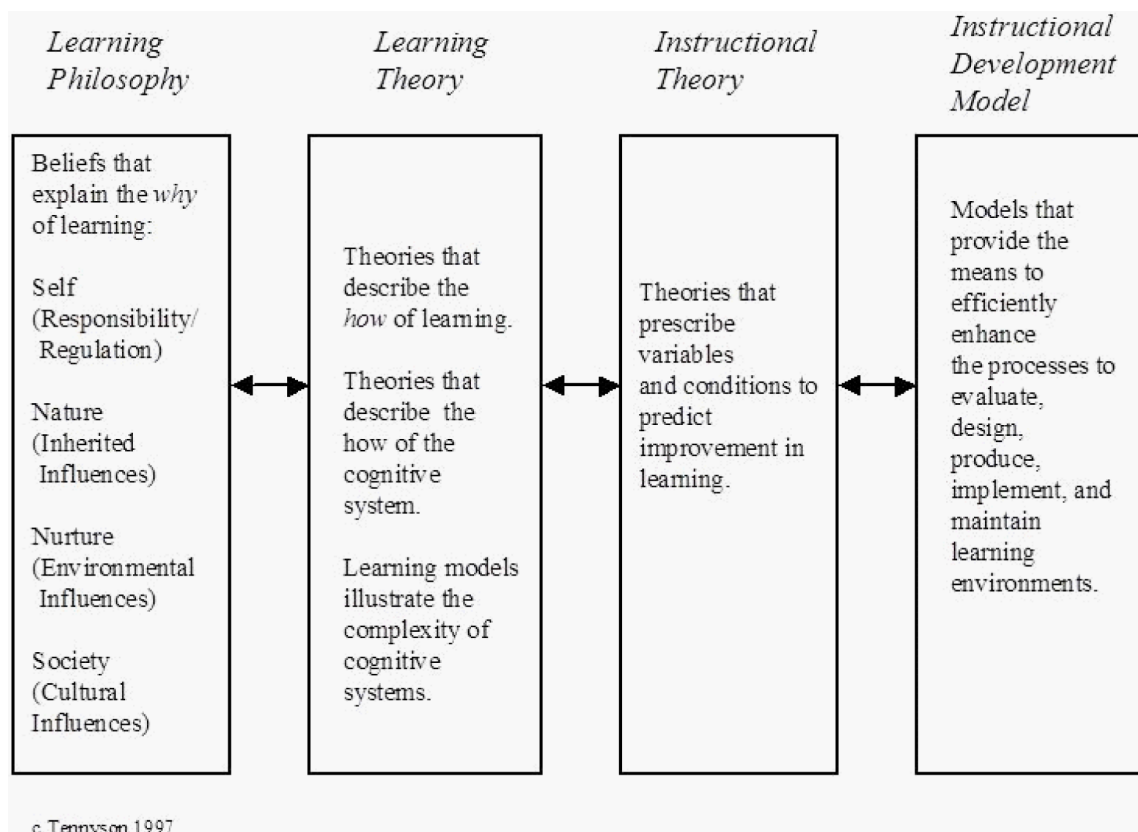 Learning
Philosophy
Learning
Theory
Instructional
Theory
Instructional
Development
Model
Beliefs that
explain the why
of learning:
Self
(Responsibility/
Regulation)
Nature
(Inherited
Influences)
Nurture
(Environmental
Influences)
Society
(Cultural
Influences)
Theories that
describe the
how of learning.
Theories that
describe the
how of the
cognitive
system.
Learning models
illustrate the
complexity of
cognitive
systems.
Theories that
prescribe
variables
and conditions to
predict
improvement in
learning.
Models that
provide the
means to
efficiently
enhance
the processes to
evaluate,
design,
produce,
implement, and
maintain
learning
environments.
c Tennyson 1997